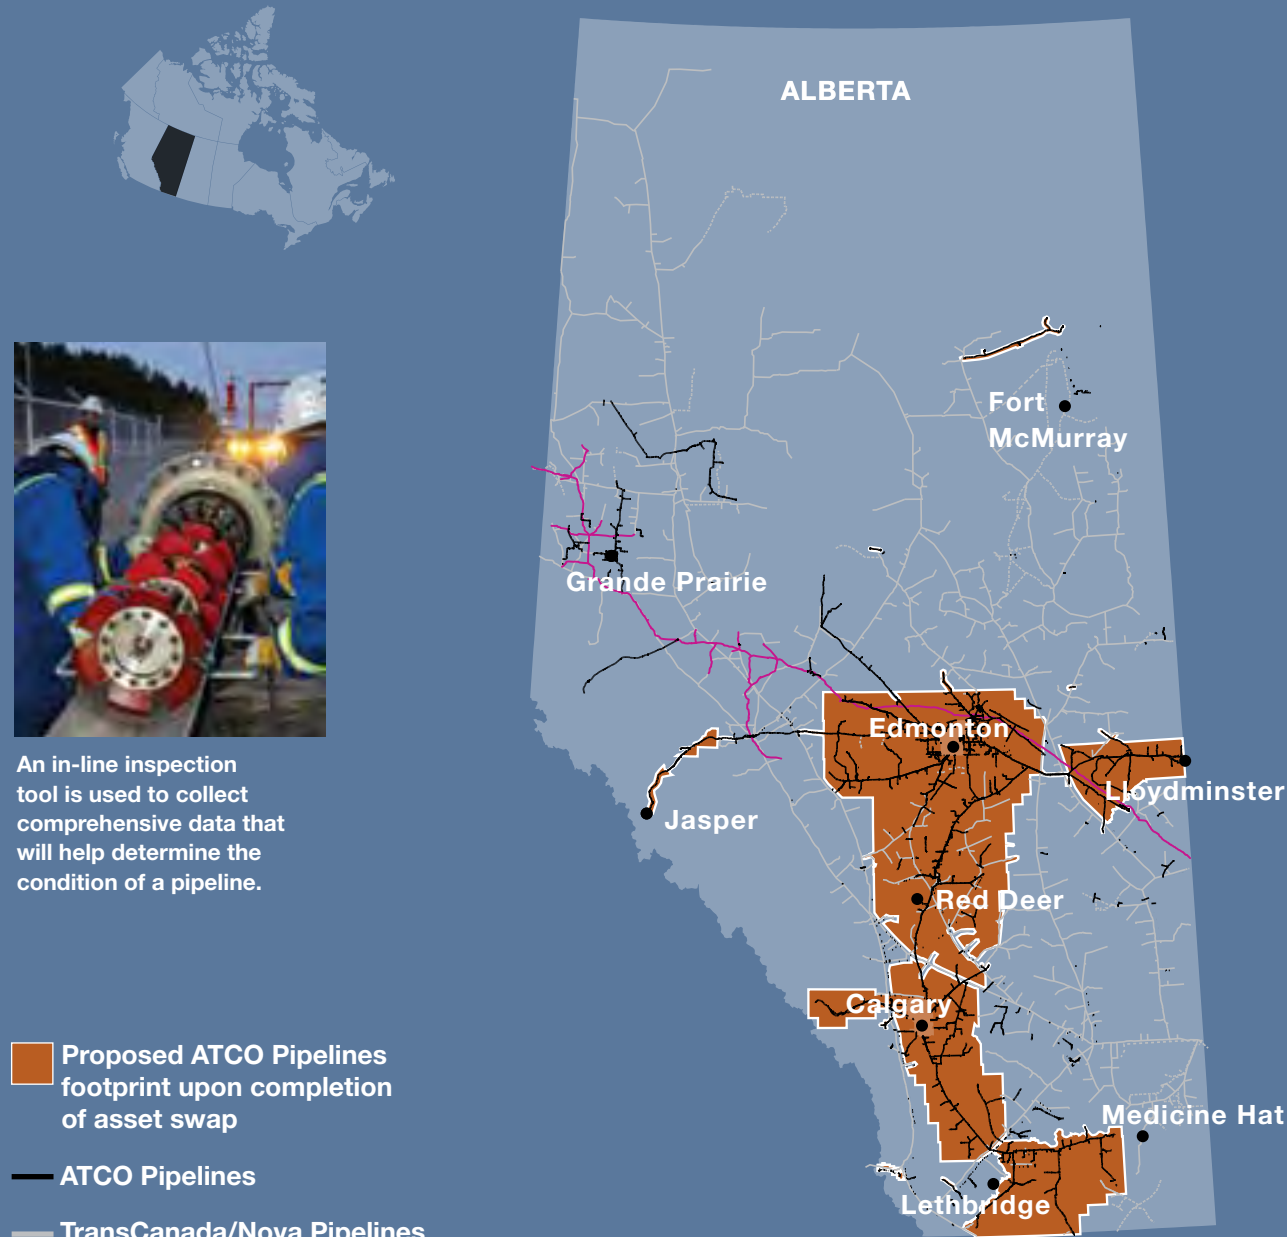 ALBERTA
Fort
McMurray
Grande Prairie
Edmonton
Lloydminster
Jasper
An in-line inspection
tool is used to collect
comprehensive data that
will help determine the
condition of a pipeline.
Red Deer
Calgary
Proposed ATCO Pipelines
footprint upon completion
of asset swap
Medicine Hat
ATCO Pipelines
Lethbridge
TransCanada/Nova Pipelines